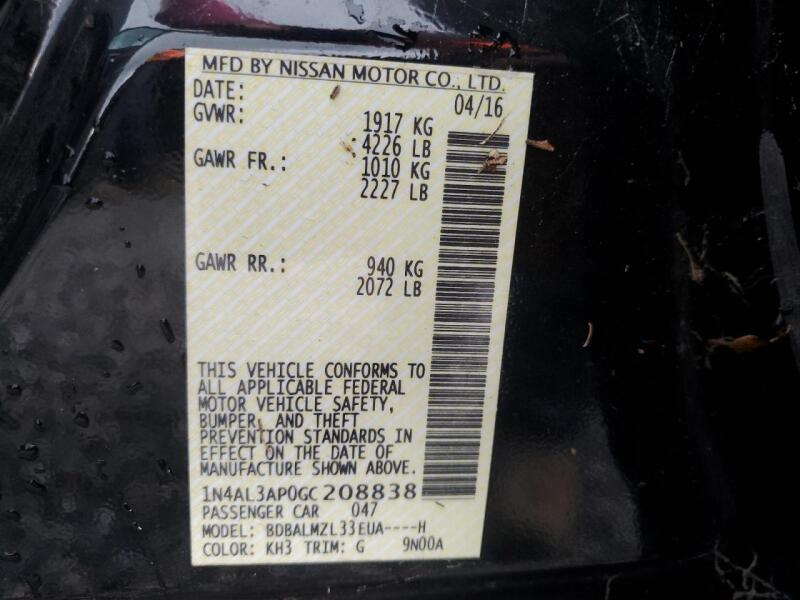 MFD BY NISSAN MOTOR CO., LTD.
DATE: 04/16
GVWR: 1917 KG
4226 LB
GAWR FR.: 1010 KG
2227 LB
GAWR RR.: 940 KG
2072 LB
THIS VEHICLE CONFORMS TO
ALL APPLICABLE FEDERAL
MOTOR VEHICLE SAFETY,
BUMPER, AND THEFT
PREVENTION STANDARDS IN
EFFECT ON THE DATE OF
MANUFACTURE SHOWN ABOVE.
1N4AL3AP0GC208838
PASSENGER CAR 047
MODEL: BDBALMZL33EUA----H
COLOR: KH3 TRIM: G 9N00A